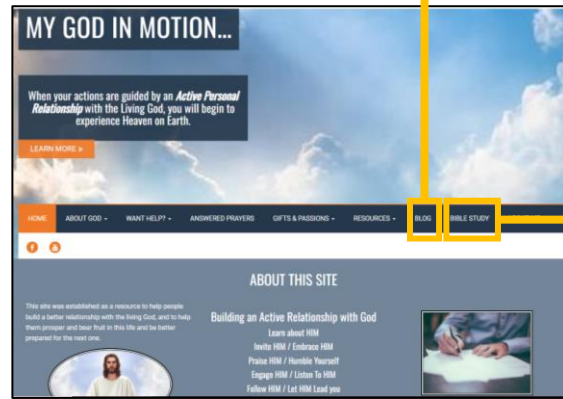 MY GOD IN MOTION...
When your actions are guided by an Active Personal
Relationship with the Living God, you will begin to
experience Heaven on Earth.
LEARN MORE »
HOME ABOUT GOD WANT HELP? ANSWERED PRAYERS GIFTS & PASSIONS RESOURCES BLOG BIBLE STUDY
ABOUT THIS SITE
This site was established as a resource to help people
build a better relationship with the living God, and to help
them prosper and bear fruit in this life and be better
prepared for the next one.
Building an Active Relationship with God
Learn about HIM
Invite HIM / Embrace HIM
Praise HIM / Humble Yourself
Engage HIM / Listen To HIM
Follow HIM / Let HIM Lead you